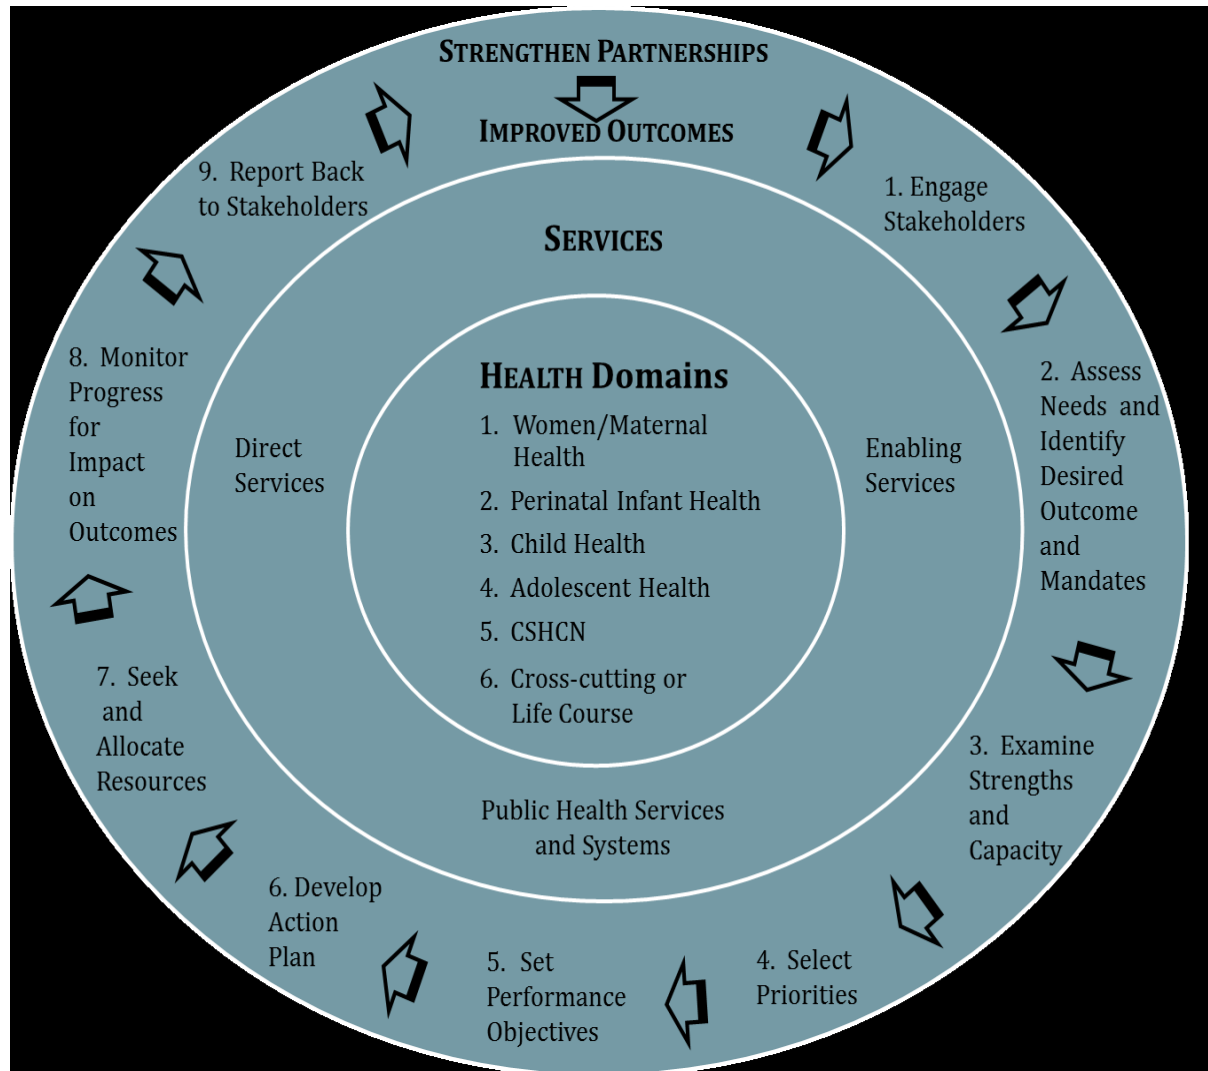 STRENGTHEN PARTNERSHIPS
IMPROVED OUTCOMES
1. Engage
Stakeholders
2. Assess
Needs and
Identify
Desired
Outcome
and
Mandates
3. Examine
Strengths
and
Capacity
4. Select
Priorities
5. Set
Performance
Objectives
6. Develop
Action
Plan
7. Seek
and
Allocate
Resources
8. Monitor
Progress
for
Impact
on
Outcomes
9. Report Back
to Stakeholders
SERVICES
Direct
Services
Enabling
Services
Public Health Services
and Systems
HEALTH Domains
1. Women/Maternal
Health
2. Perinatal Infant Health
3. Child Health
4. Adolescent Health
5. CSHCN
6. Cross-cutting or
Life Course